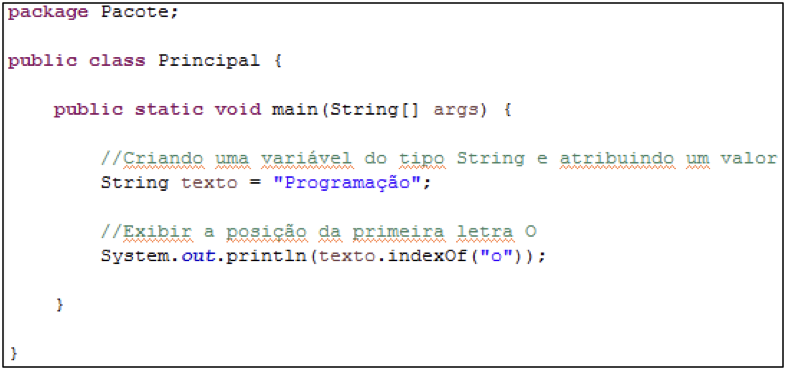 package Pacote;
public class Principal {
public static void main(String[] args) {
//Criando uma variável do tipo String e atribuindo um valor
String texto = "Programação";
//Exibir a posição da primeira letra O
System.out.println(texto.indexOf("o"));
}
}